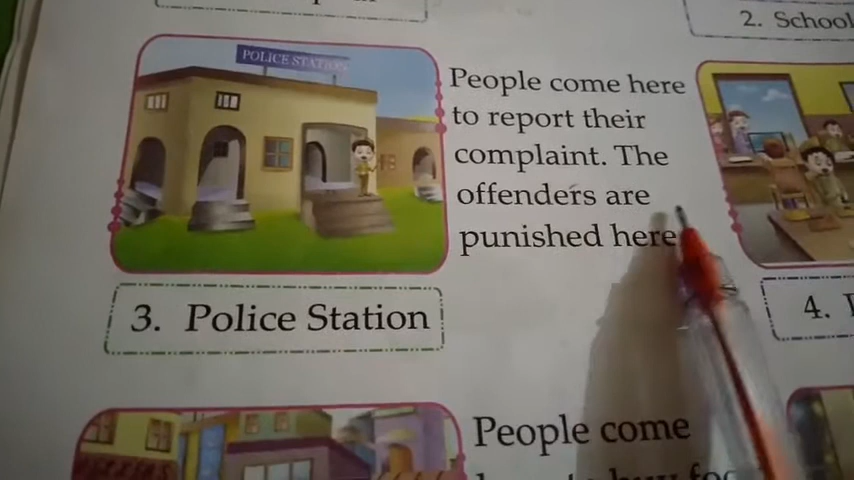 2. School
POLICE STATION
People come here
to report their
complaint. The
offenders are
punished here
3. Police Station
4.
People come